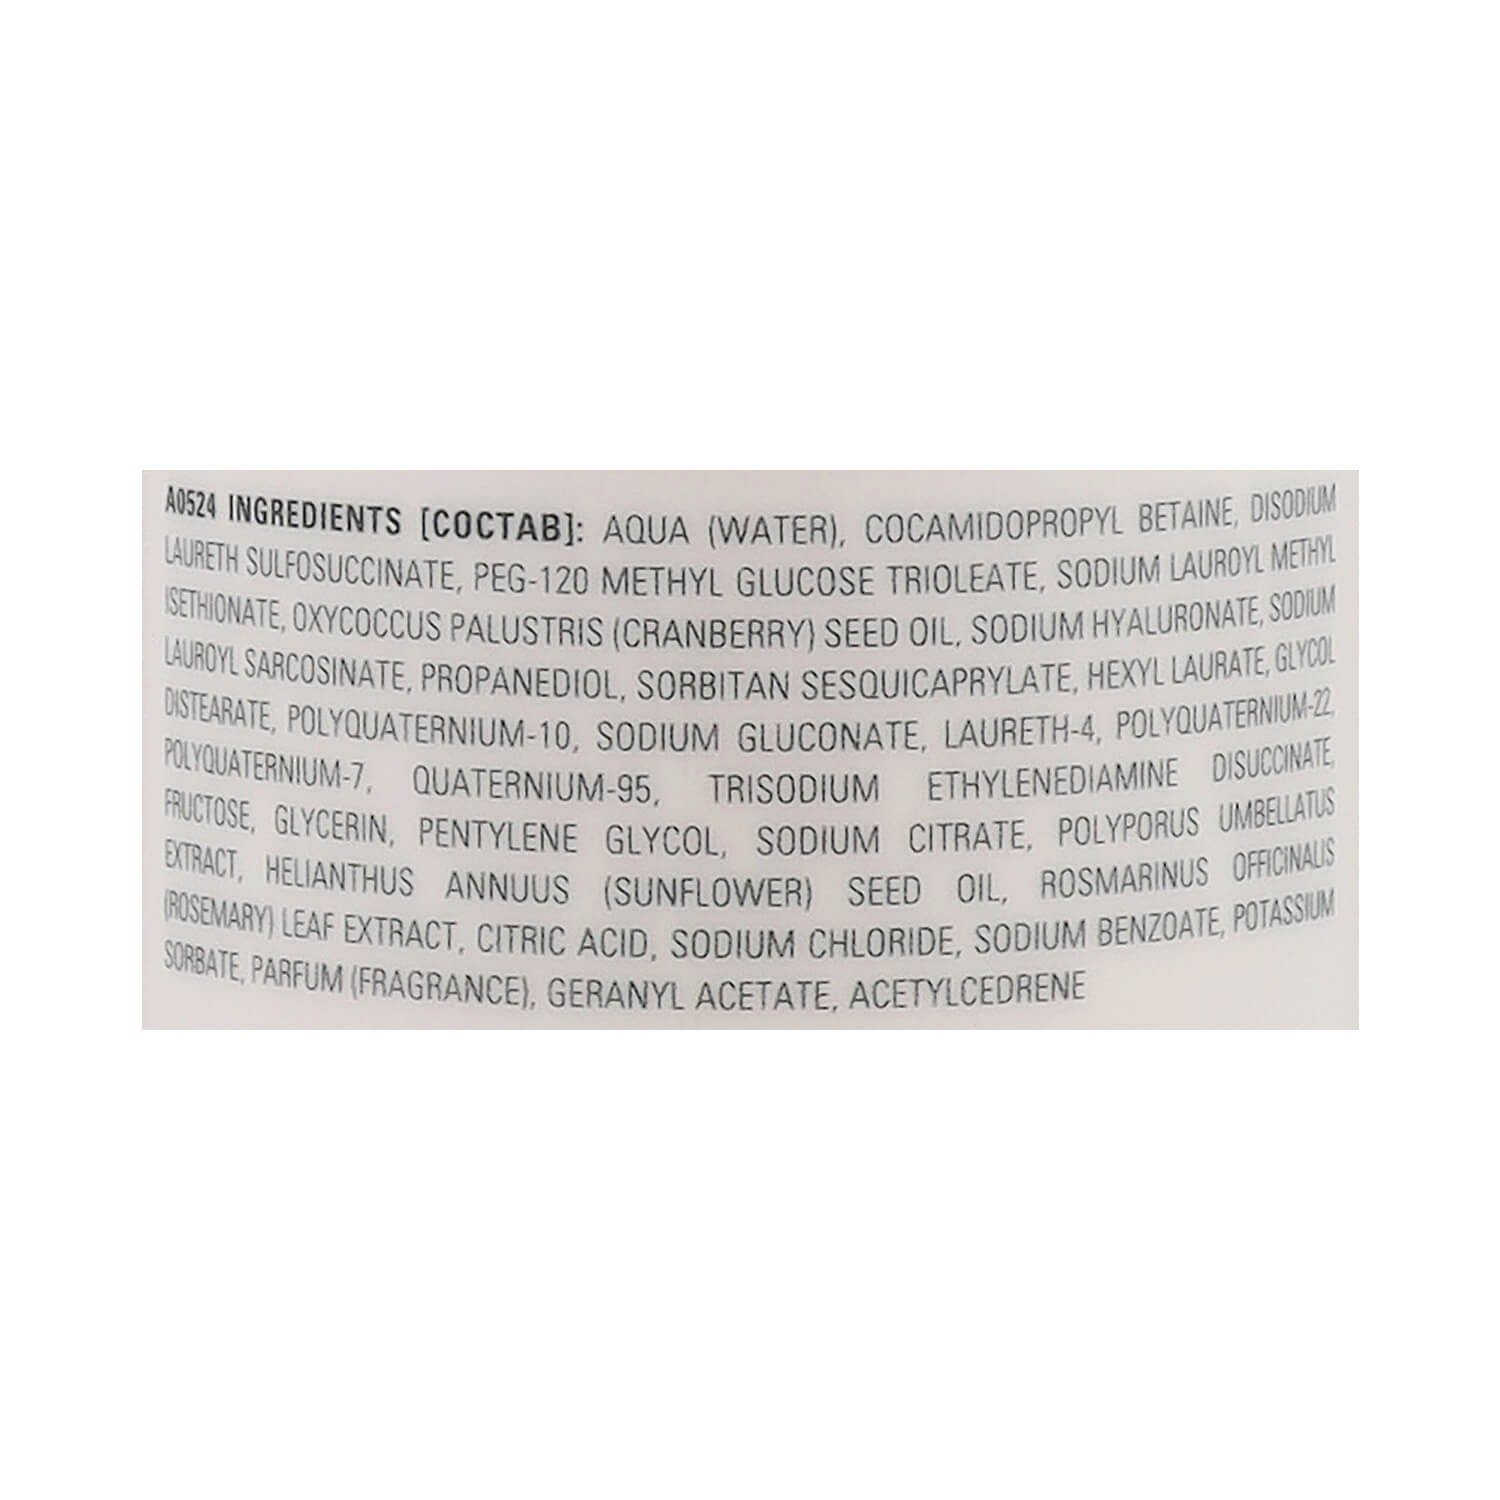 A0524 INGREDIENTS [СОСТАВ]: AQUA (WATER), COCAMIDOPROPYL BETAINE, DISODIUM
LAURETH SULFOSUCCINATE, PEG-120 METHYL GLUCOSE TRIOLEATE, SODIUM LAUROYL METHYL
ISETHIONATE, OXYCOCCUS PALUSTRIS (CRANBERRY) SEED OIL, SODIUM HYALURONATE, SODIUM
LAUROYL SARCOSINATE, PROPANEDIOL, SORBITAN SESQUICAPRYLATE, HEXYL LAURATE, GLYCOL
DISTEARATE, POLYQUATERNIUM-10, SODIUM GLUCONATE, LAURETH-4, POLYQUATERNIUM-22,
POLYQUATERNIUM-7, QUATERNIUM-95, TRISODIUM ETHYLENEDIAMINE DISUCCINATE,
FRUCTOSE, GLYCERIN, PENTYLENE GLYCOL, SODIUM CITRATE, POLYPORUS UMBELLATUS
EXTRACT, HELIANTHUS ANNUUS (SUNFLOWER) SEED OIL, ROSMARINUS OFFICINALIS
(ROSEMARY) LEAF EXTRACT, CITRIC ACID, SODIUM CHLORIDE, SODIUM BENZOATE, POTASSIUM
SORBATE, PARFUM (FRAGRANCE), GERANYL ACETATE, ACETYLCEDRENE